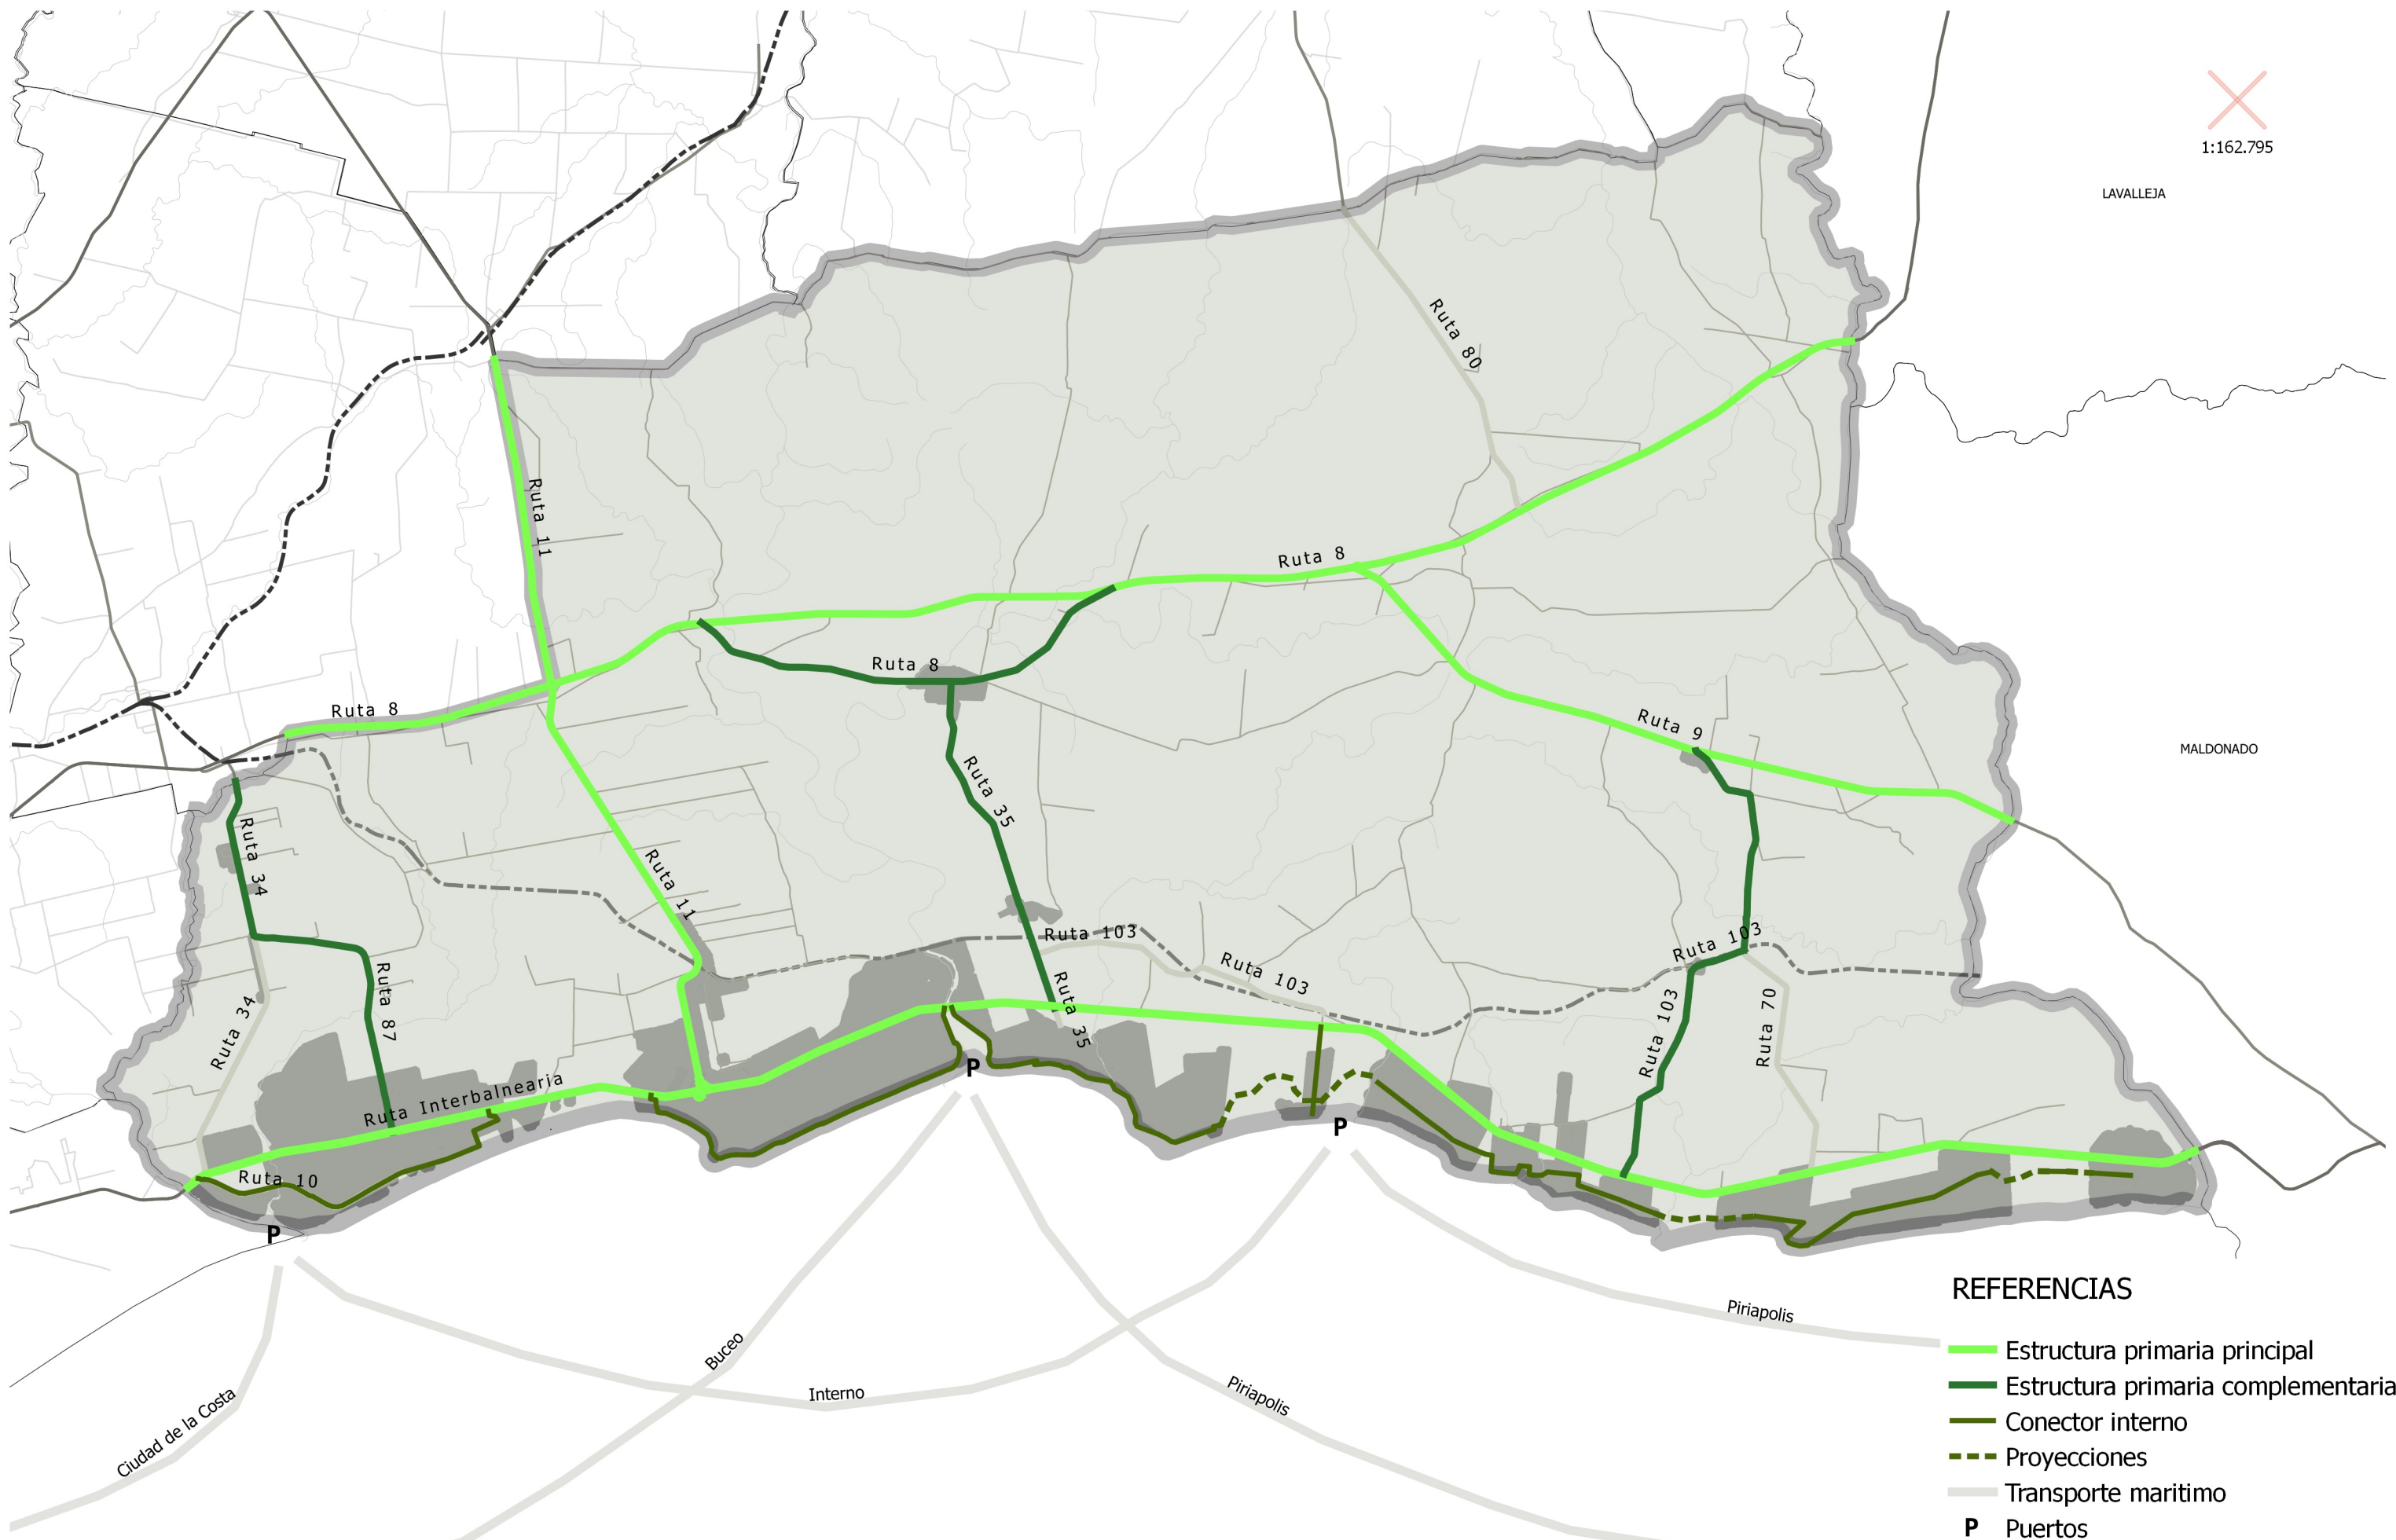 1:162.795
LAVALLEJA
Ruta 80
Ruta 11
Ruta 8
Ruta 8
Ruta 8
Ruta 9
MALDONADO
Ruta 35
Ruta 34
Ruta 11
Ruta 103
Ruta 103
Ruta 103
Ruta 34
Ruta 87
Ruta 35
Ruta 103
Ruta 70
P
Ruta Interbalnearia
P
Ruta 10
P
REFERENCIAS
Piriapolis
Estructura primaria principal
Buceo
Estructura primaria complementaria
Interno
Piriapolis
Conector interno
Ciudad de la Costa
Proyecciones
Transporte maritimo
P Puertos